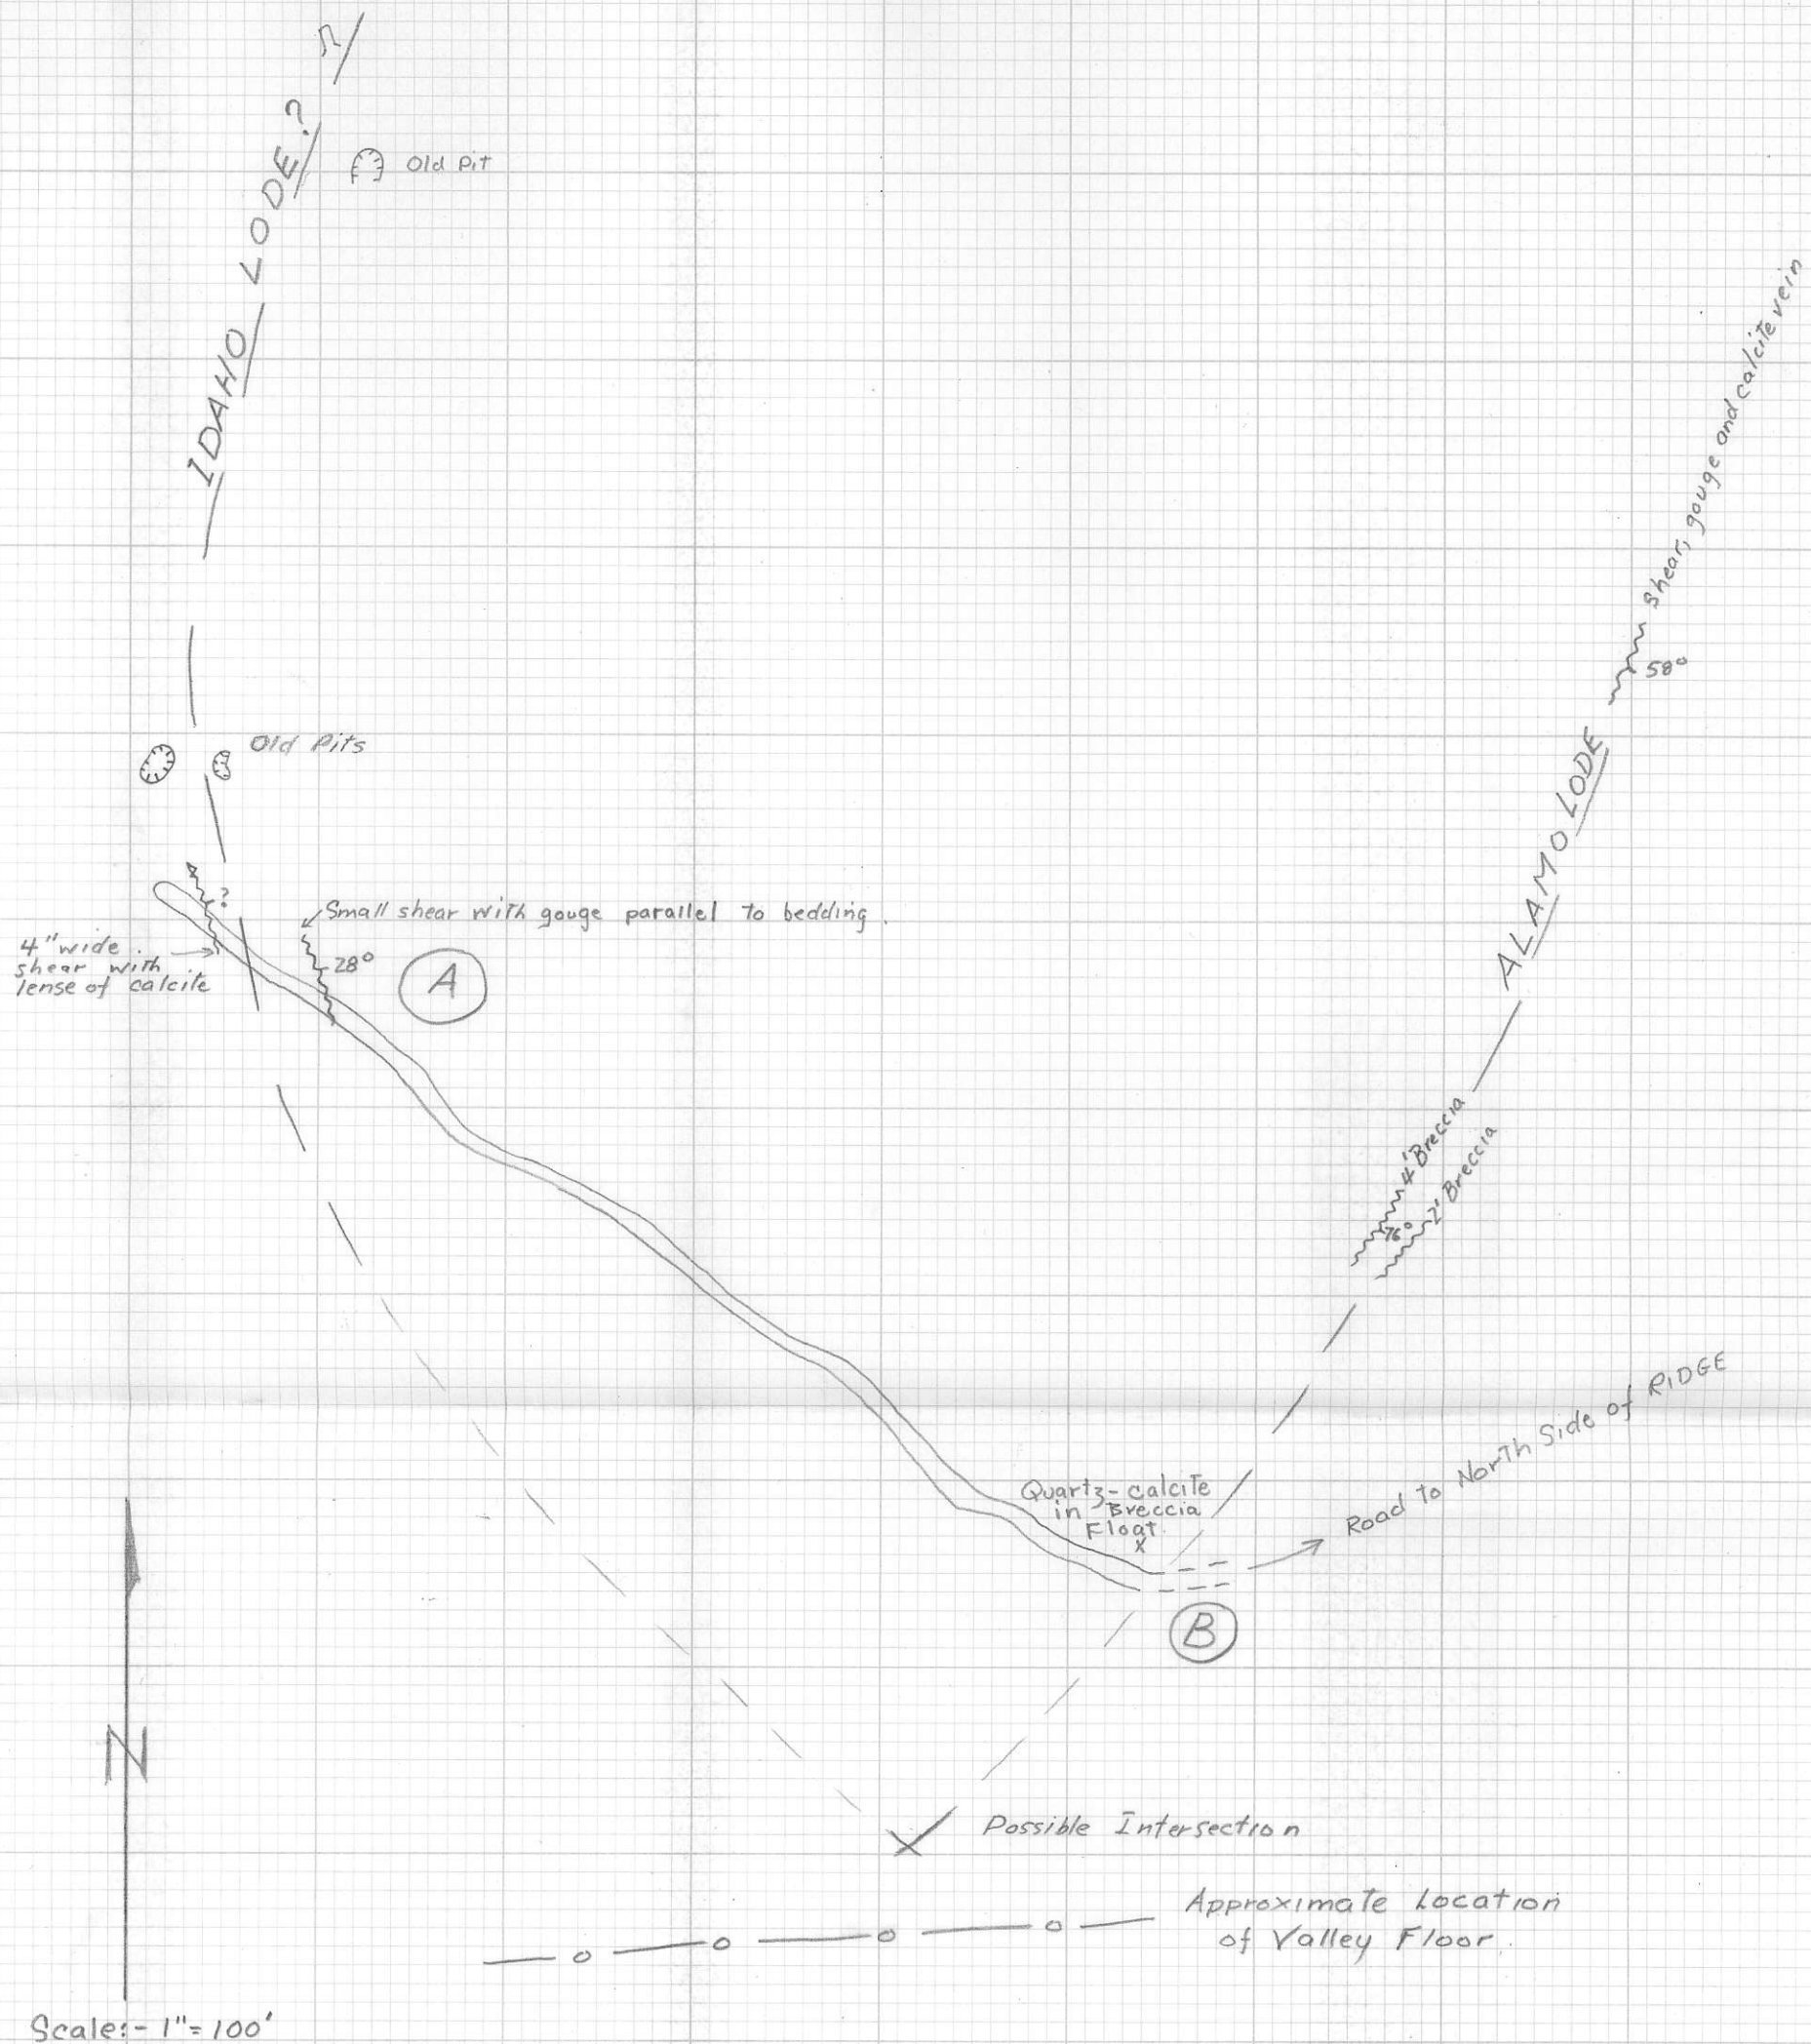 IDAHO LODE?
Old Pit
shear, gouge and calcite vein
58°
Old Pits
ALAMO LODE
?
Small shear with gouge parallel to bedding.
4" wide
shear with
lense of calcite
28°
A
4' Breccia
2' Breccia
76°
Road to North Side of RIDGE
Quartz-calcite
in Breccia
Float
X
B
N
Possible Intersection
Approximate Location
of Valley Floor.
Scale:- 1"=100'